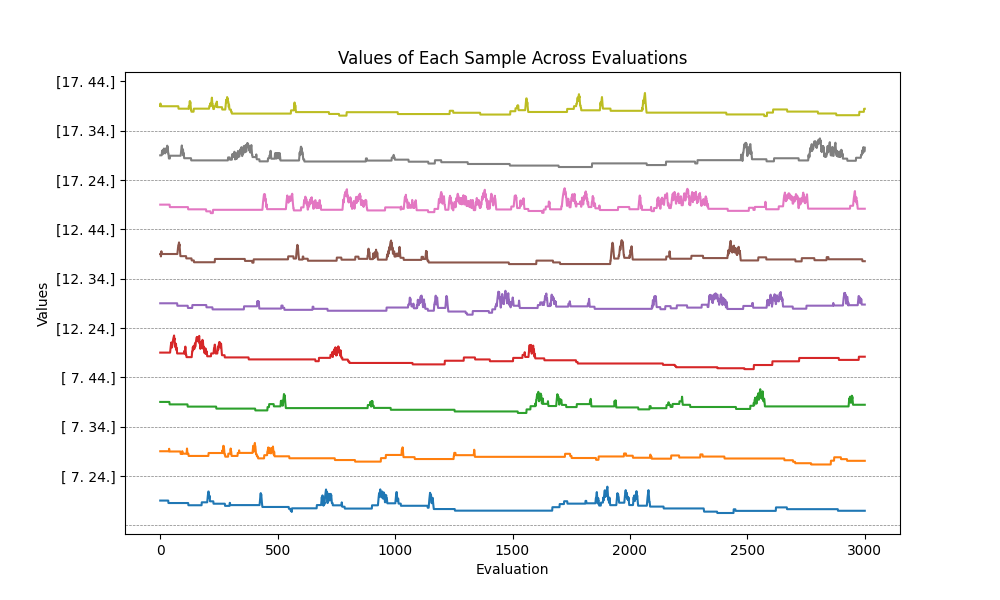 Values of Each Sample Across Evaluations
[17. 44.]
[17. 34.]
[17. 24.]
[12. 44.]
[12. 34.]
[12. 24.]
[ 7. 44.]
[ 7. 34.]
[ 7. 24.]
Values
0 500 1000 1500 2000 2500 3000
Evaluation